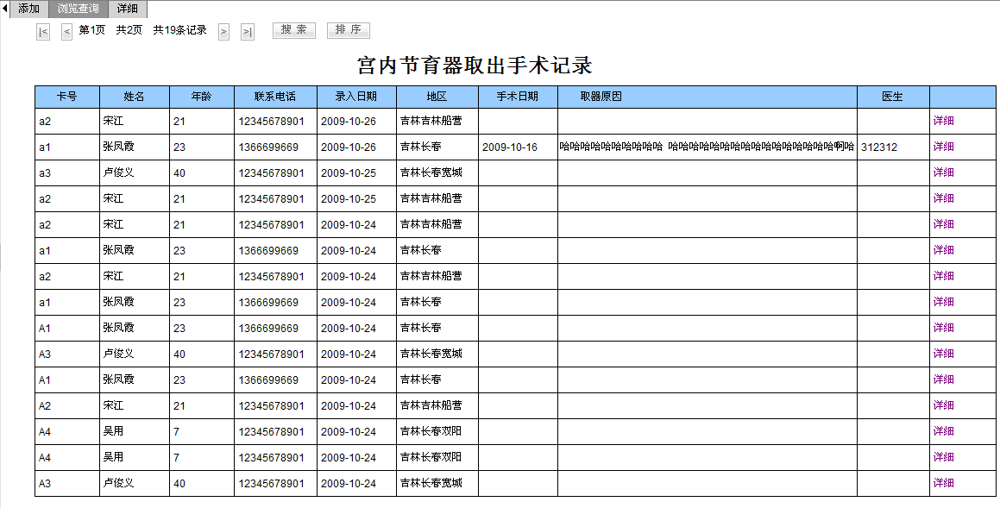 添加 浏览查询 详细
|< < 第1页 共2页 共19条记录 > >| 搜 索 排 序
宫内节育器取出手术记录
卡号 姓名 年龄 联系电话 录入日期 地区 手术日期 取器原因 医生
a2 宋江 21 12345678901 2009-10-26 吉林吉林船营 详细
a1 张凤霞 23 1366699669 2009-10-26 吉林长春 2009-10-16 哈哈哈哈哈哈哈哈哈哈 哈哈哈哈哈哈哈哈哈哈哈哈哈哈哈哈啊哈 312312 详细
a3 卢俊义 40 12345678901 2009-10-25 吉林长春宽城 详细
a2 宋江 21 12345678901 2009-10-25 吉林吉林船营 详细
a2 宋江 21 12345678901 2009-10-24 吉林吉林船营 详细
a1 张凤霞 23 1366699669 2009-10-24 吉林长春 详细
a2 宋江 21 12345678901 2009-10-24 吉林吉林船营 详细
a1 张凤霞 23 1366699669 2009-10-24 吉林长春 详细
A1 张凤霞 23 1366699669 2009-10-24 吉林长春 详细
A3 卢俊义 40 12345678901 2009-10-24 吉林长春宽城 详细
A1 张凤霞 23 1366699669 2009-10-24 吉林长春 详细
A2 宋江 21 12345678901 2009-10-24 吉林吉林船营 详细
A4 吴用 7 12345678901 2009-10-24 吉林长春双阳 详细
A4 吴用 7 12345678901 2009-10-24 吉林长春双阳 详细
A3 卢俊义 40 12345678901 2009-10-24 吉林长春宽城 详细